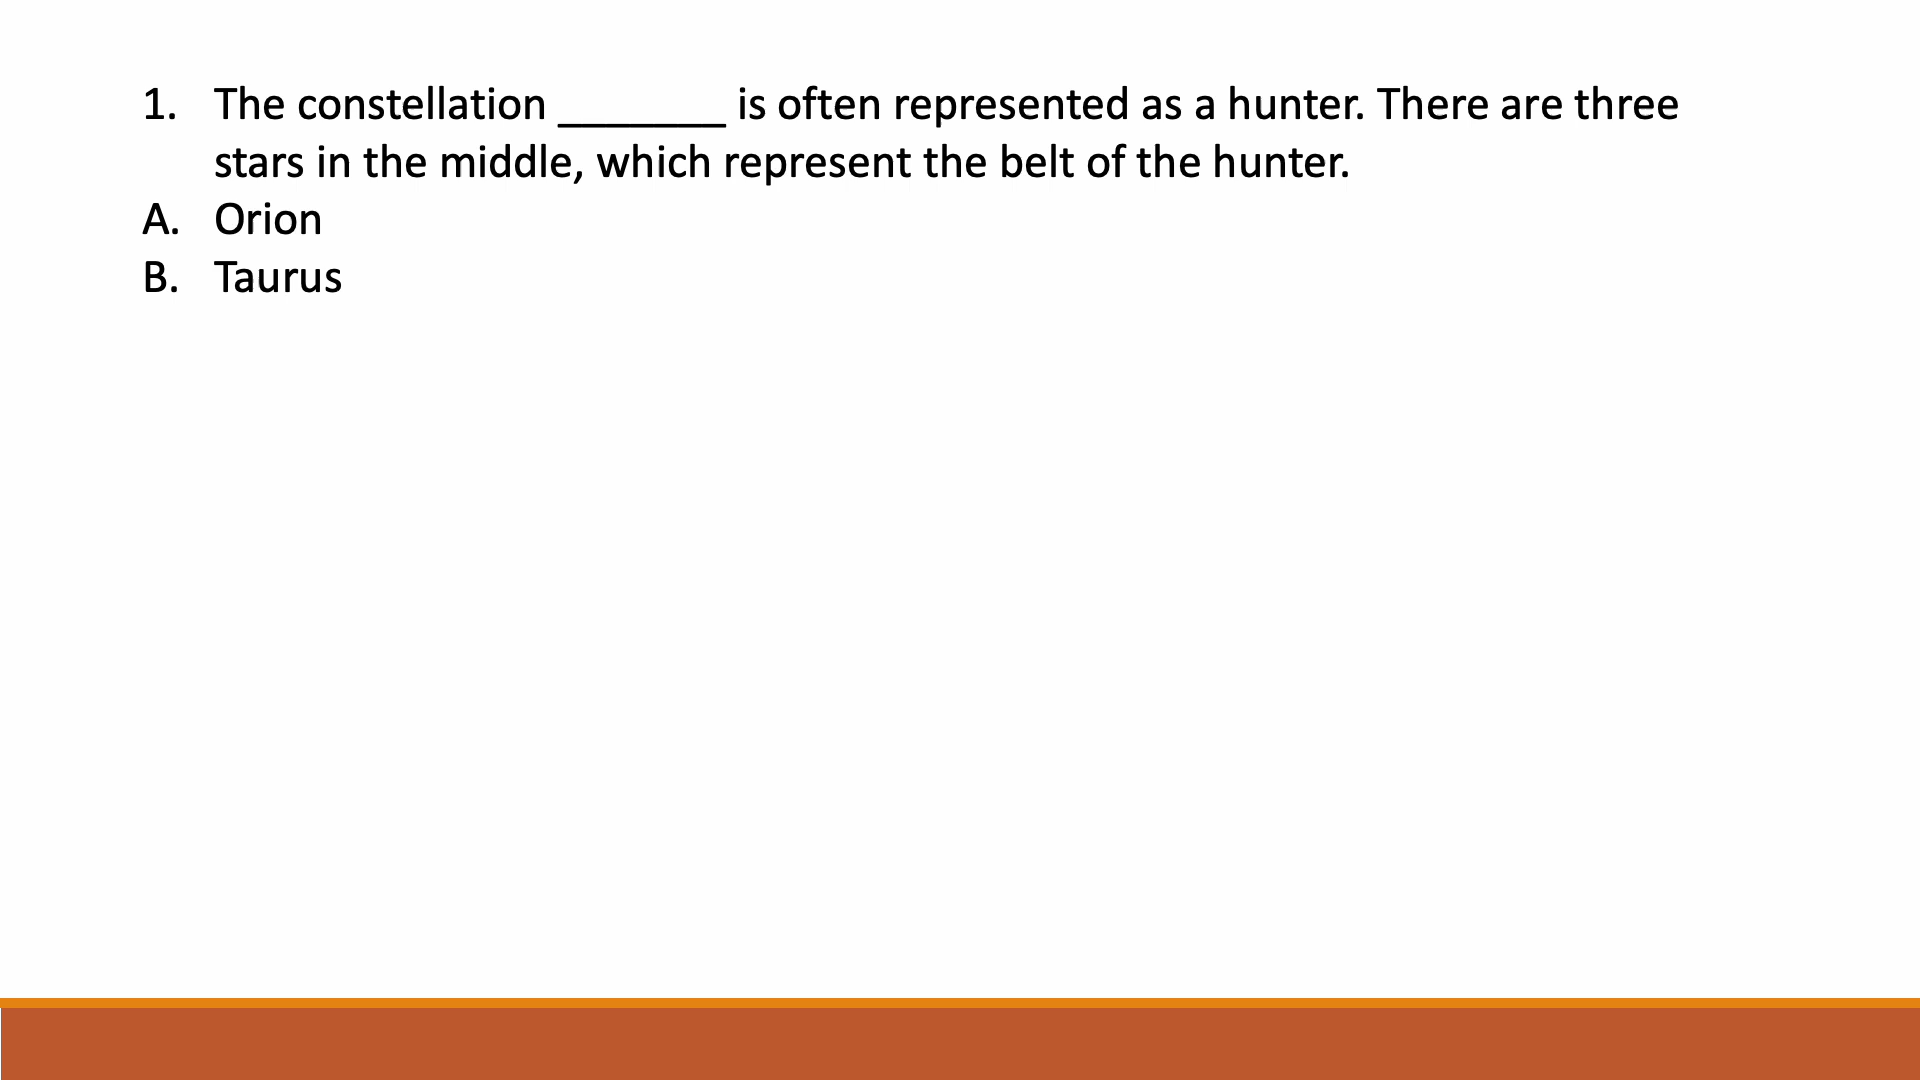 1. The constellation _______ is often represented as a hunter. There are three
stars in the middle, which represent the belt of the hunter.
A. Orion
B. Taurus